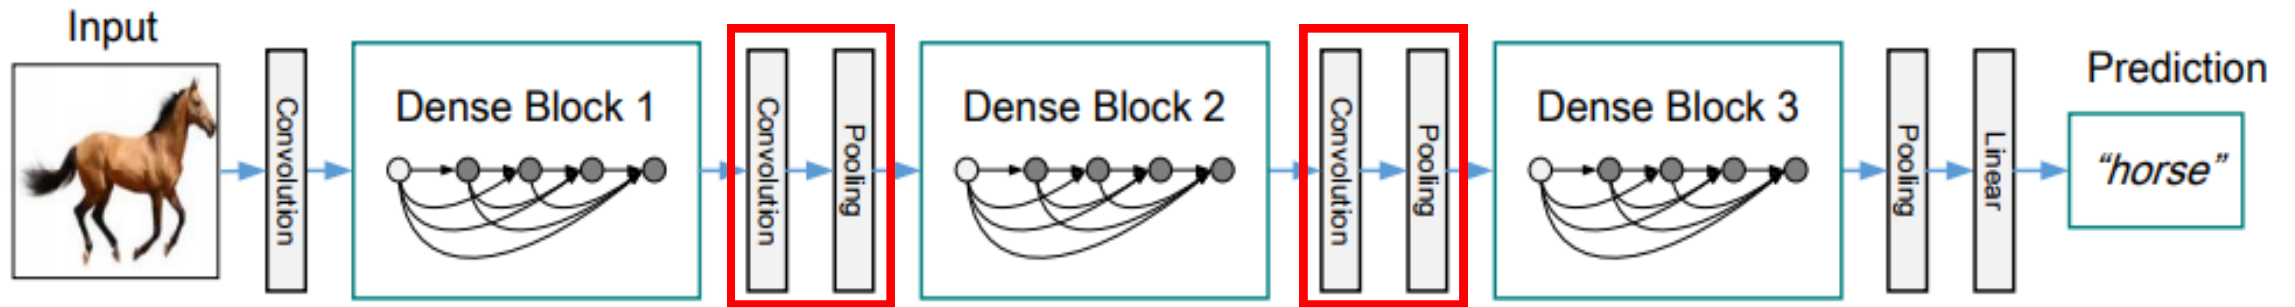 Input
Convolution
Dense Block 1
Convolution
Pooling
Dense Block 2
Convolution
Pooling
Dense Block 3
Pooling
Linear
Prediction
“horse”